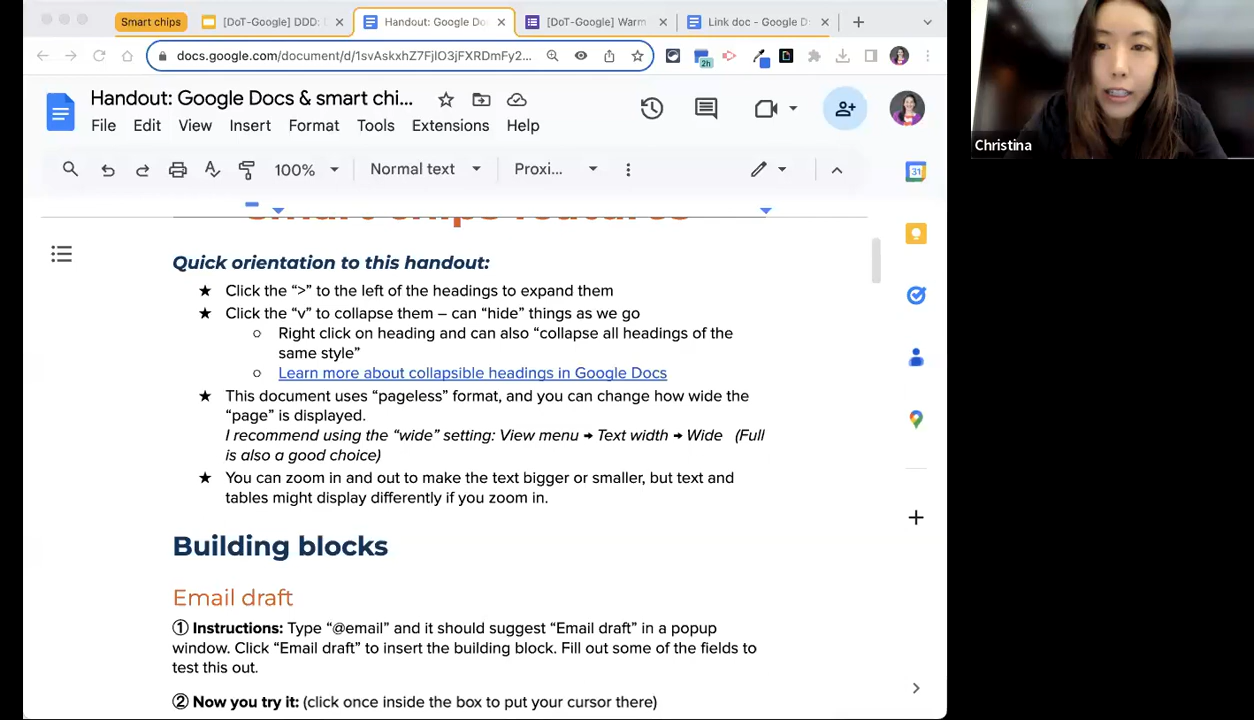 Smart chips
[DoT-Google] DDD:
Handout: Google Do
[DoT-Google] Warm
Link doc - Google D
docs.google.com/document/d/1svAskxhZ7FjlO3jFXRDmFy2...
2h
Handout: Google Docs & smart chi...
File Edit View Insert Format Tools Extensions Help
100% Normal text Proxi...
31
Smart chips features
Quick orientation to this handout:
★ Click the “>” to the left of the headings to expand them
★ Click the “v” to collapse them – can “hide” things as we go
○ Right click on heading and can also “collapse all headings of the
same style”
○ Learn more about collapsible headings in Google Docs
★ This document uses “pageless” format, and you can change how wide the
“page” is displayed.
I recommend using the “wide” setting: View menu → Text width → Wide (Full
is also a good choice)
★ You can zoom in and out to make the text bigger or smaller, but text and
tables might display differently if you zoom in.
Building blocks
Email draft
① Instructions: Type “@email” and it should suggest “Email draft” in a popup
window. Click “Email draft” to insert the building block. Fill out some of the fields to
test this out.
② Now you try it: (click once inside the box to put your cursor there)
Christina